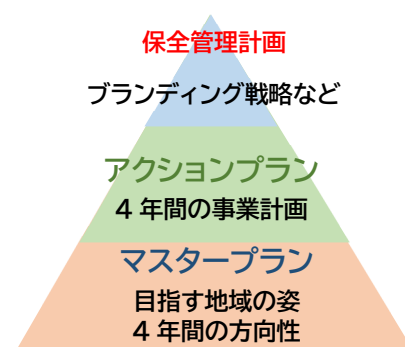 保全管理計画
ブランディング戦略など
アクションプラン
4 年間の事業計画
マスタープラン
目指す地域の姿
4 年間の方向性